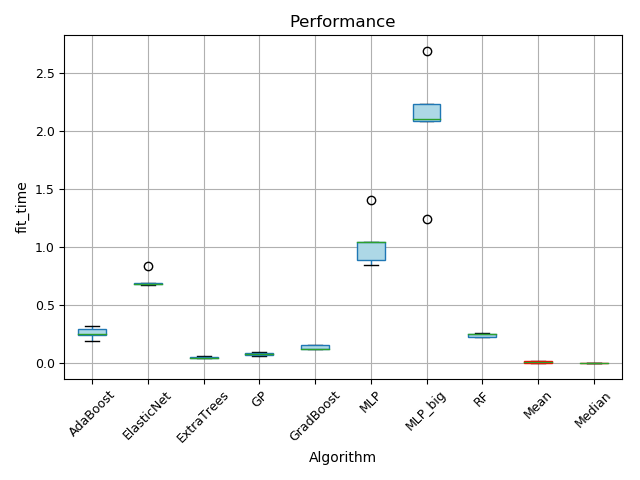 Performance
fit_time
2.5
2.0
1.5
1.0
0.5
0.0
AdaBoost
ElasticNet
ExtraTrees
GP
GradBoost
MLP
MLP_big
RF
Mean
Median
Algorithm